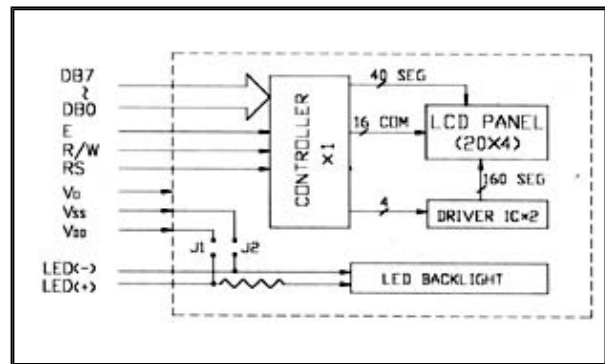 DB7
~
DB0
E
R/W
RS
Vo
Vss
VDD
LED(-)
LED(+)
J1
J2
CONTROLLER
X1
40 SEG
16 COM
LCD PANEL
(20X4)
160 SEG
4
DRIVER IC×2
LED BACKLIGHT